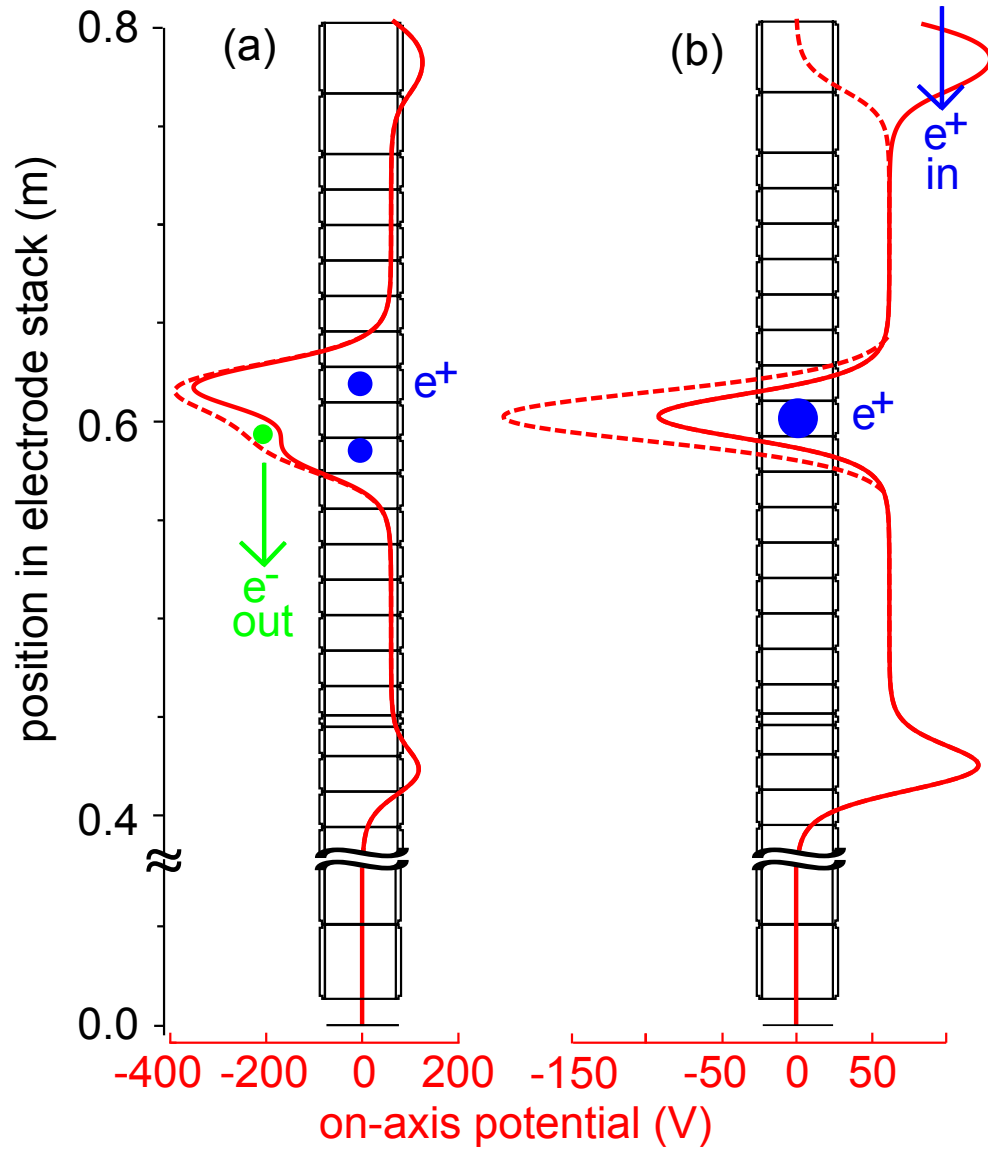 (a)
(b)
0.8
0.6
0.4
0.0
position in electrode stack (m)
e⁺
e⁻
out
e⁺
in
e⁺
-400 -200 0 200
-150 -50 0 50
on-axis potential (V)